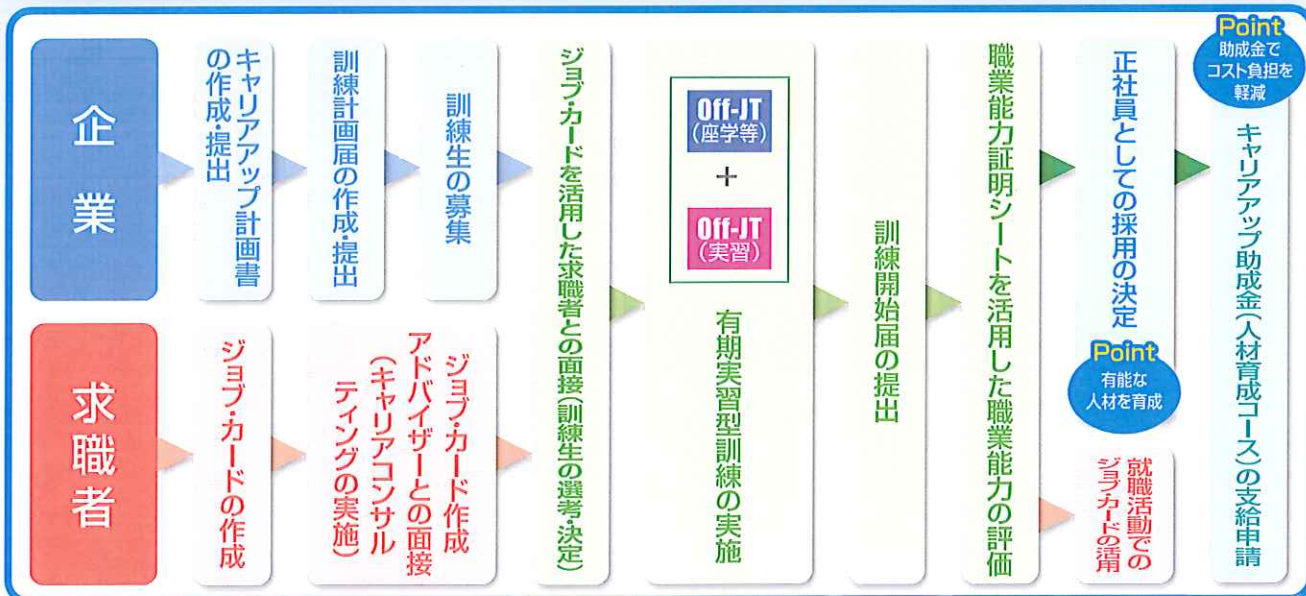 企業
キャリアアップ計画書
の作成・提出
訓練計画届の作成・提出
訓練生の募集
求職者
ジョブ・カードの作成
ジョブ・カード作成
アドバイザーとの面接
(キャリアコンサル
ティングの実施)
ジョブ・カードを活用した求職者との面接(訓練生の選考・決定)
Off-JT
(座学等)
+
Off-JT
(実習)
有期実習型訓練の実施
訓練開始届の提出
職業能力証明シートを活用した職業能力の評価
正社員としての採用の決定
Point
有能な
人材を育成
就職活動での
ジョブ・カードの活用
Point
助成金で
コスト負担を
軽減
キャリアアップ助成金(人材育成コース)の支給申請